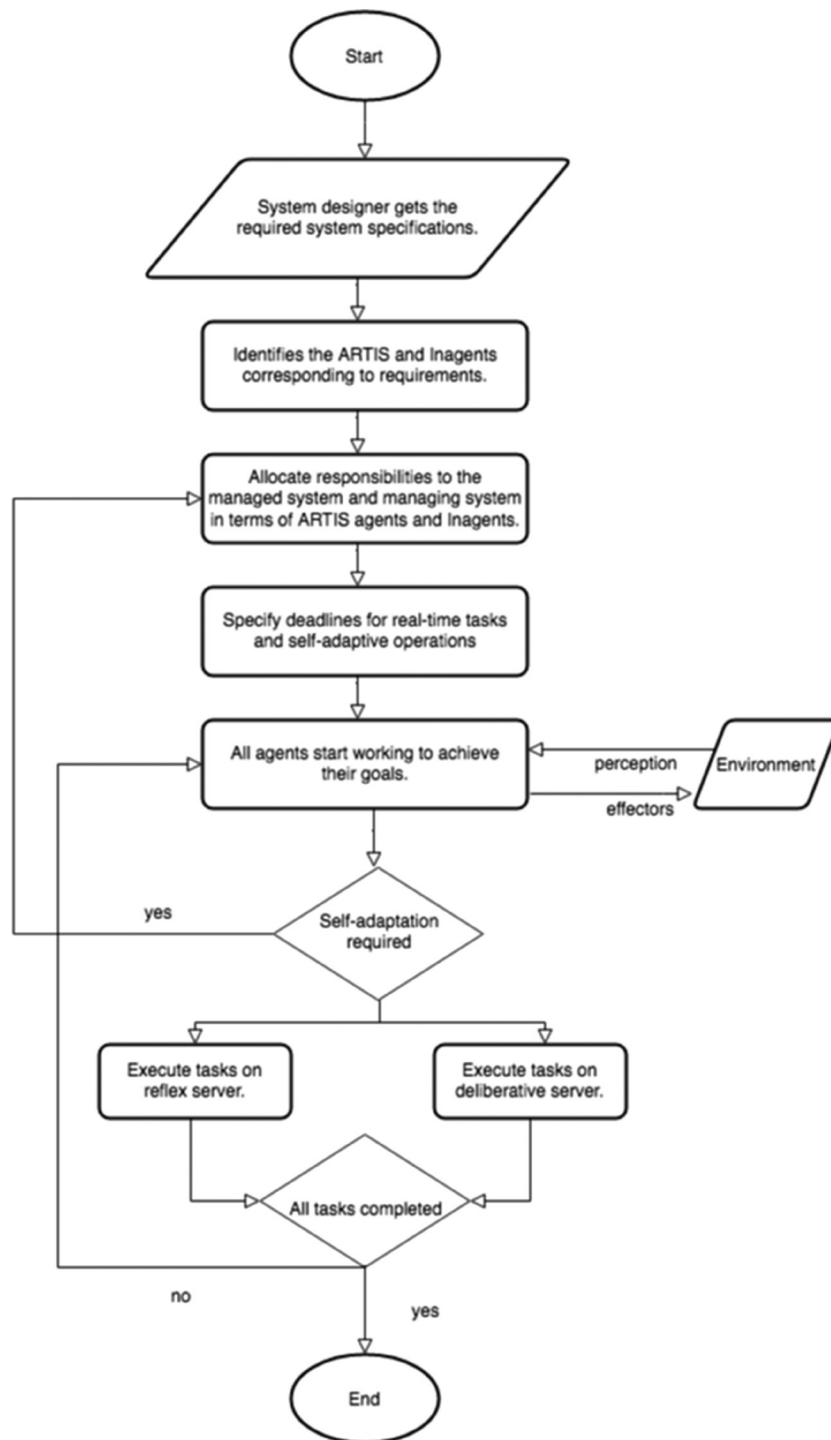 Start
System designer gets the
required system specifications.
Identifies the ARTIS and Inagents
corresponding to requirements.
Allocate responsibilities to the
managed system and managing system
in terms of ARTIS agents and Inagents.
Specify deadlines for real-time tasks
and self-adaptive operations
All agents start working to achieve
their goals.
perception
Environment
effectors
Self-adaptation
required
yes
Execute tasks on
reflex server.
Execute tasks on
deliberative server.
All tasks completed
no
yes
End